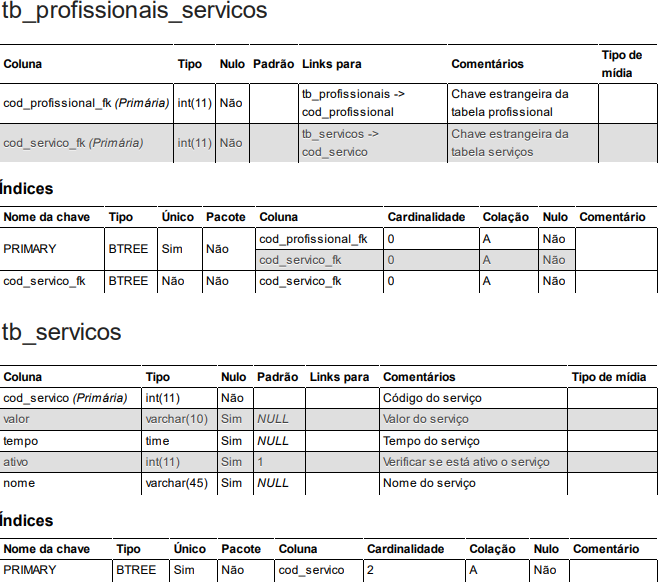 tb_profissionais_servicos
Coluna Tipo Nulo Padrão Links para Comentários Tipo de mídia
cod_profissional_fk (Primária) int(11) Não tb_profissionais -> cod_profissional Chave estrangeira da tabela profissional
cod_servico_fk (Primária) int(11) Não tb_servicos -> cod_servico Chave estrangeira da tabela serviços
Índices
Nome da chave Tipo Único Pacote Coluna Cardinalidade Colação Nulo Comentário
PRIMARY BTREE Sim Não cod_profissional_fk 0 A Não
cod_servico_fk 0 A Não
cod_servico_fk BTREE Não Não cod_servico_fk 0 A Não
tb_servicos
Coluna Tipo Nulo Padrão Links para Comentários Tipo de mídia
cod_servico (Primária) int(11) Não Código do serviço
valor varchar(10) Sim NULL Valor do serviço
tempo time Sim NULL Tempo do serviço
ativo int(11) Sim 1 Verificar se está ativo o serviço
nome varchar(45) Sim NULL Nome do serviço
Índices
Nome da chave Tipo Único Pacote Coluna Cardinalidade Colação Nulo Comentário
PRIMARY BTREE Sim Não cod_servico 2 A Não